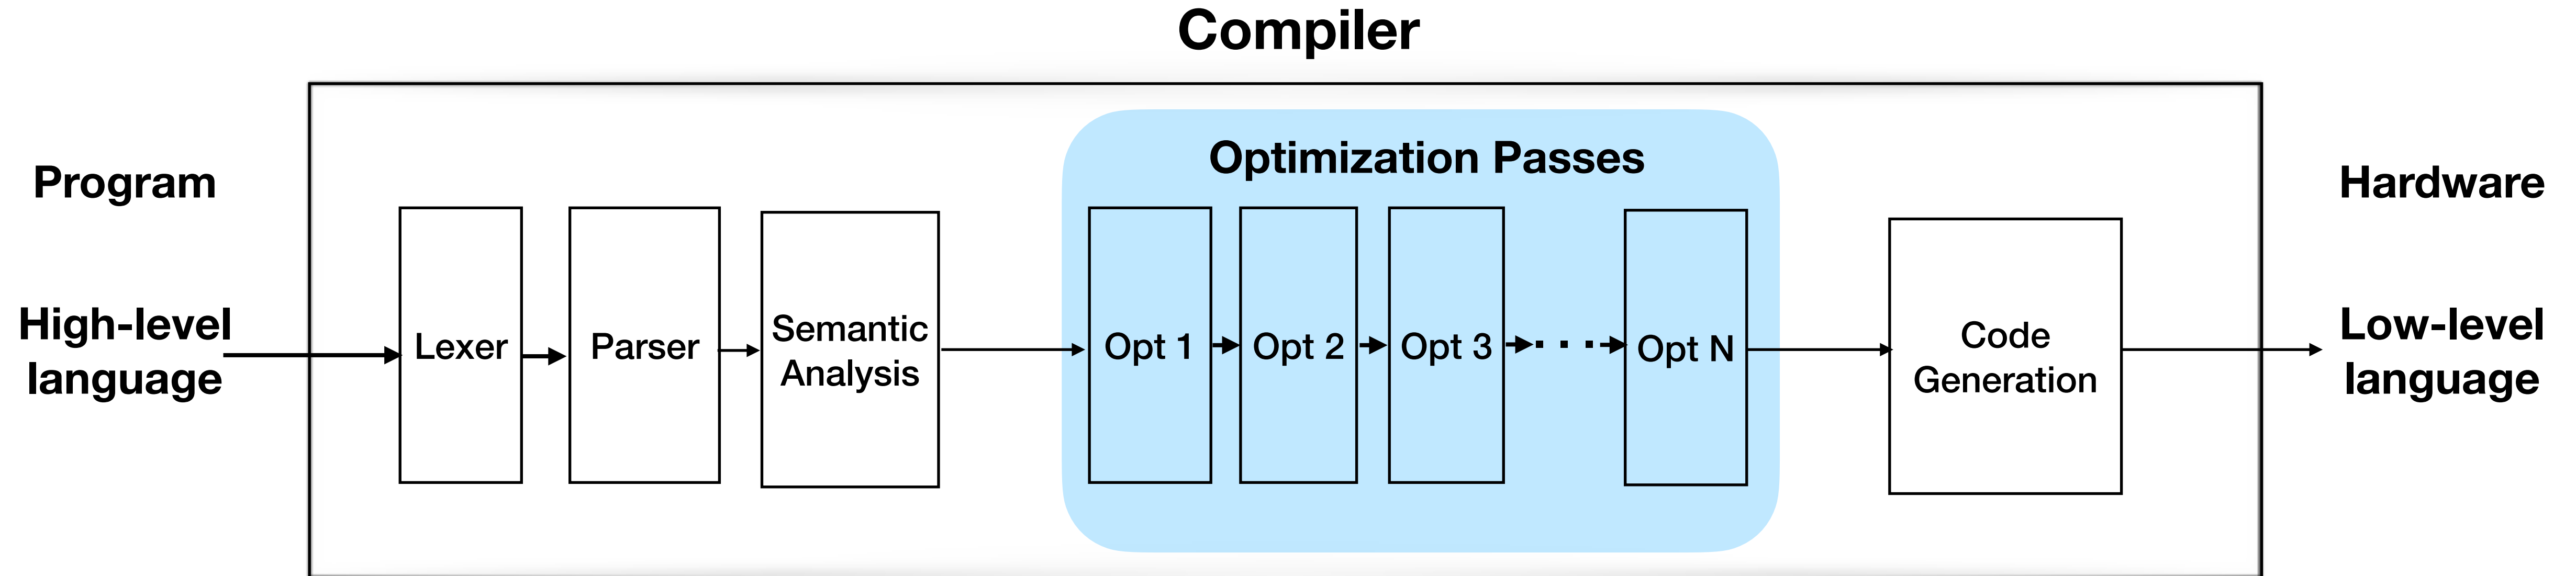 Compiler
Program
High-level
language
Lexer
Parser
Semantic
Analysis
Optimization Passes
Opt 1
Opt 2
Opt 3
Opt N
Code
Generation
Hardware
Low-level
language